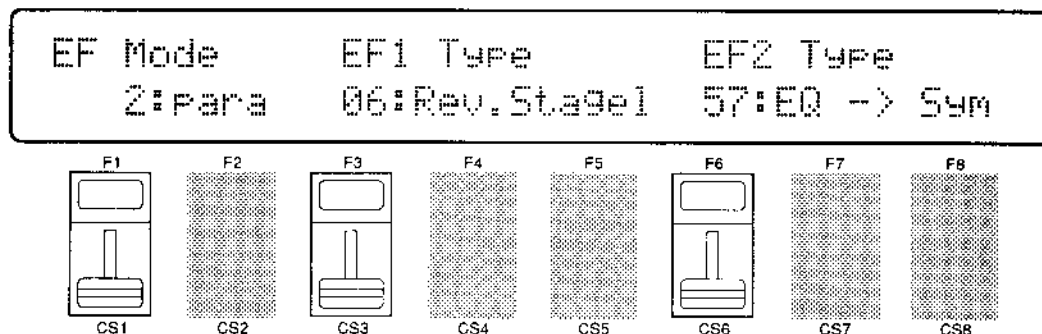 EF Mode EF1 Type EF2 Type
2:para 06:Rev.Stage1 57:EQ -> Sym
F1 F2 F3 F4 F5 F6 F7 F8
CS1 CS2 CS3 CS4 CS5 CS6 CS7 CS8